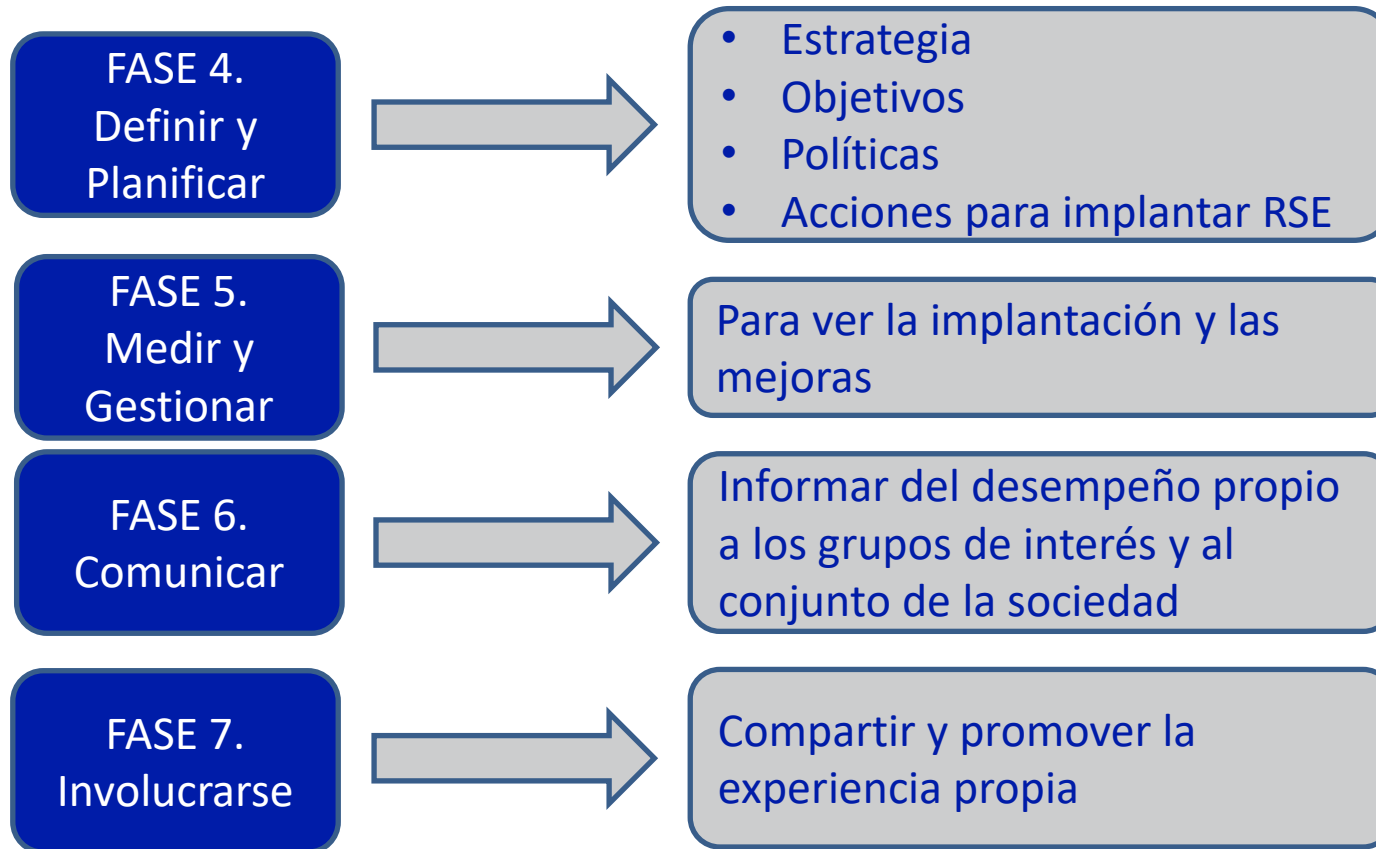 FASE 4.
Definir y
Planificar
• Estrategia
• Objetivos
• Políticas
• Acciones para implantar RSE
FASE 5.
Medir y
Gestionar
Para ver la implantación y las
mejoras
FASE 6.
Comunicar
Informar del desempeño propio
a los grupos de interés y al
conjunto de la sociedad
FASE 7.
Involucrarse
Compartir y promover la
experiencia propia